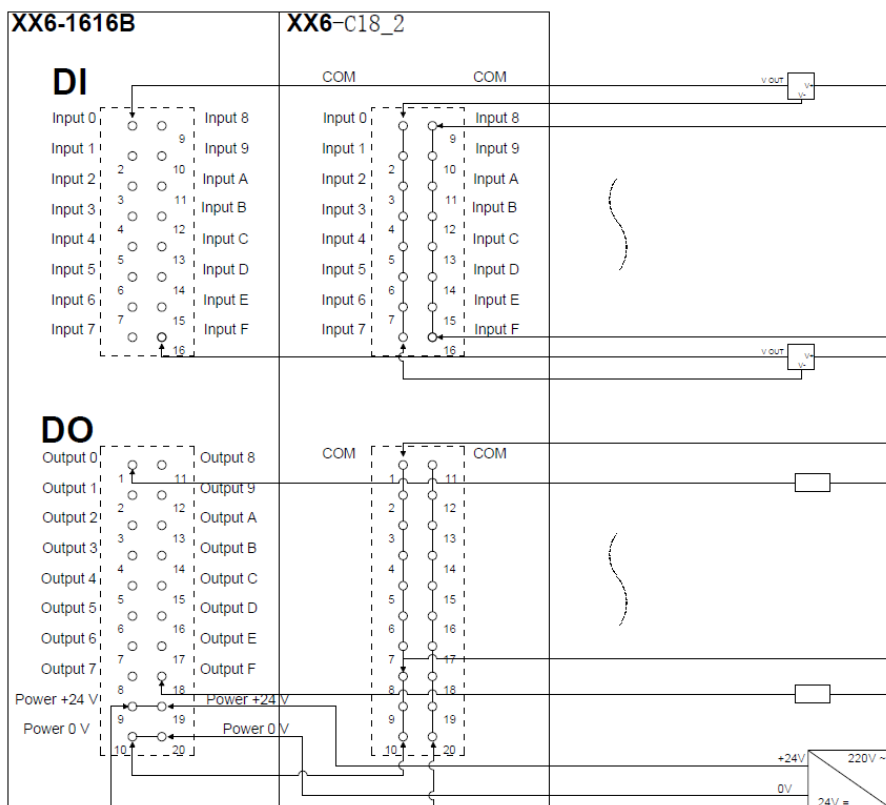 XX6-1616B XX6-C18_2
DI COM COM V OUT V+
V-
Input 0 Input 8 Input 0 Input 8
9 9
Input 1 Input 9 Input 1 Input 9
2 10 2 10
Input 2 Input A Input 2 Input A
3 11 3 11
Input 3 Input B Input 3 Input B
4 12 4 12
Input 4 Input C Input 4 Input C
5 13 5 13
Input 5 Input D Input 5 Input D
6 14 6 14
Input 6 Input E Input 6 Input E
7 15 7 15
Input 7 Input F Input 7 Input F
16 16
V OUT V+
V-
DO
Output 0 Output 8 COM COM
1 11 1 11
Output 1 Output 9
2 12 2 12
Output 2 Output A
3 13 3 13
Output 3 Output B
4 14 4 14
Output 4 Output C
5 15 5 15
Output 5 Output D
6 16 6 16
Output 6 Output E
7 17 7 17
Output 7 Output F
8 18 8 18
Power +24 V Power +24 V
9 19 9 19
Power 0 V Power 0 V
10 20 10 20
+24V 220V ~
0V
24V =